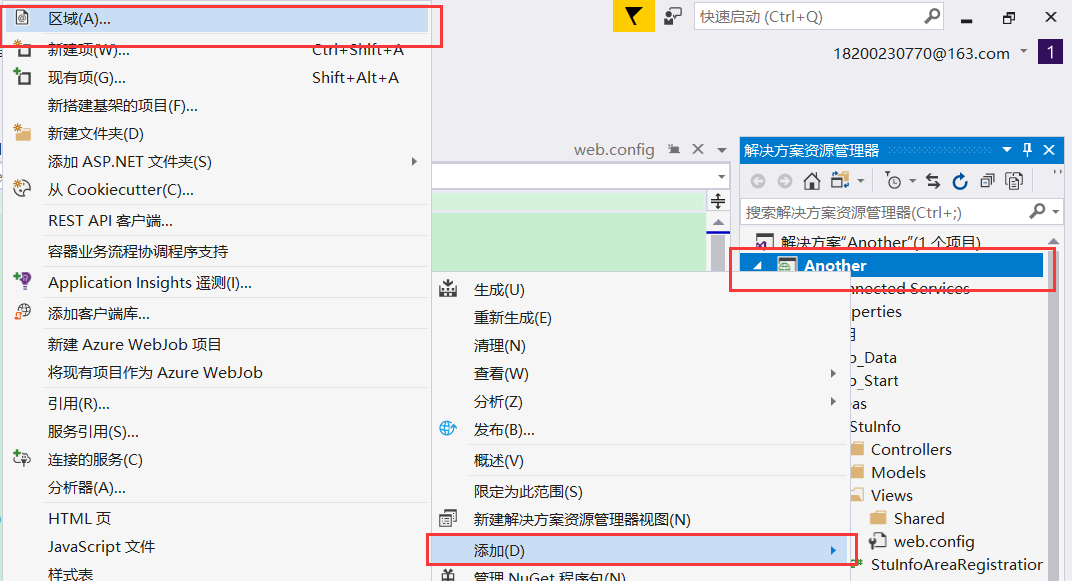 区域(A)...
新建项(W)... Ctrl+Shift+A
现有项(G)... Shift+Alt+A
新搭建基架的项目(F)...
新建文件夹(D)
添加 ASP.NET 文件夹(S)
从 Cookiecutter(C)...
REST API 客户端...
容器业务流程协调程序支持
Application Insights 遥测(I)...
添加客户端库...
新建 Azure WebJob 项目
将现有项目作为 Azure WebJob
引用(R)...
服务引用(S)...
连接的服务(C)
分析器(A)...
HTML 页
JavaScript 文件
样式表
快速启动 (Ctrl+Q)
18200230770@163.com
1
web.config
生成(U)
重新生成(E)
清理(N)
查看(W)
分析(Z)
发布(B)...
概述(V)
限定为此范围(S)
新建解决方案资源管理器视图(N)
添加(D)
管理 NuGet 程序包(N)
解决方案资源管理器
搜索解决方案资源管理器(Ctrl+;)
解决方案"Another"(1 个项目)
Another
nnected Services
perties
用
p_Data
p_Start
eas
StuInfo
Controllers
Models
Views
Shared
web.config
StuInfoAreaRegistration